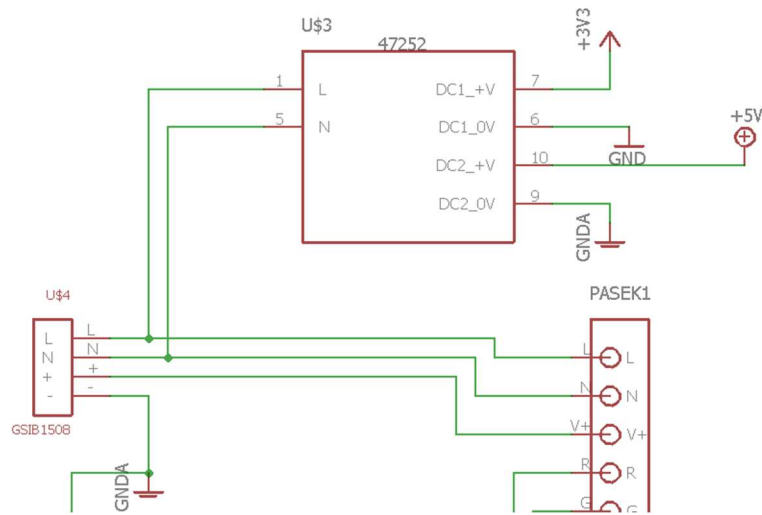 U$3
47252
+3V3
1
L
DC1_+V
7
5
N
DC1_0V
6
+5V
GND
DC2_+V
10
DC2_0V
9
GNDA
U$4
PASEK1
L
L
N
N
+
+
-
-
GSIB1508
L
L
N
N
V+
V+
R
R
G
G
GNDA